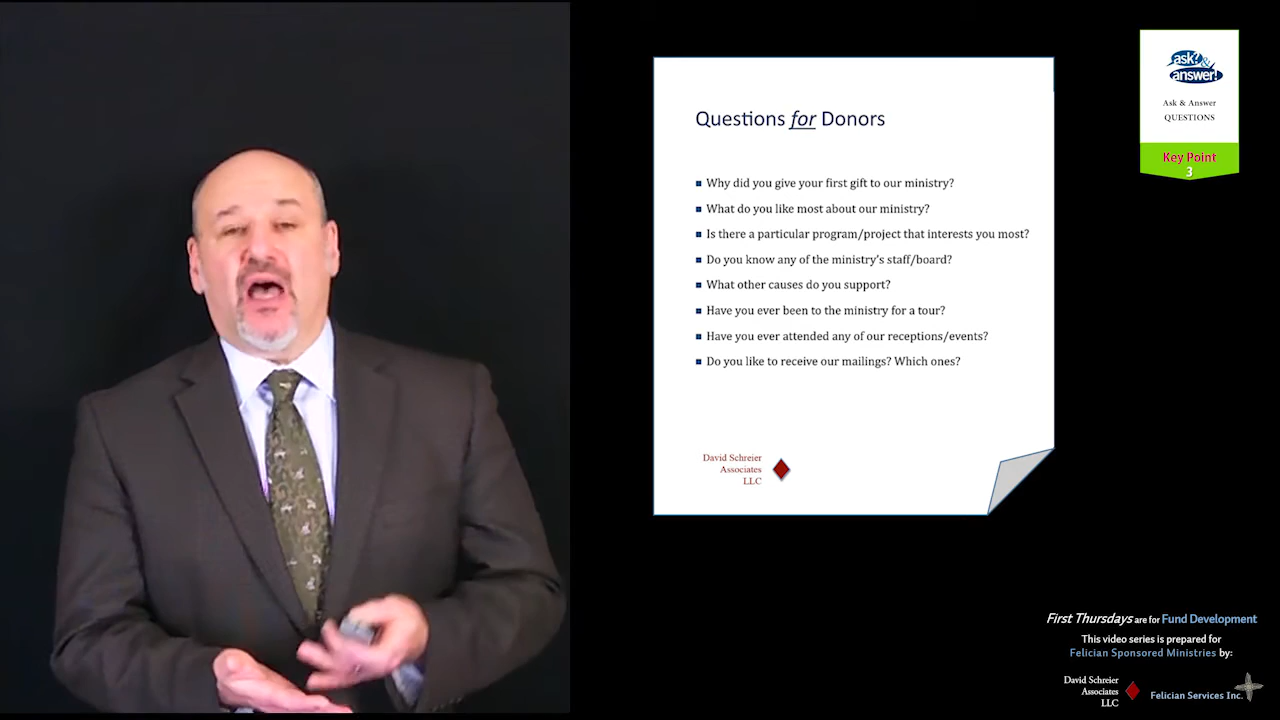 Questions for Donors
Why did you give your first gift to our ministry?
What do you like most about our ministry?
Is there a particular program/project that interests you most?
Do you know any of the ministry's staff/board?
What other causes do you support?
Have you ever been to the ministry for a tour?
Have you ever attended any of our receptions/events?
Do you like to receive our mailings? Which ones?
David Schreier
Associates
LLC
ask?&
answer!
Ask & Answer
QUESTIONS
Key Point
3
First Thursdays are for Fund Development
This video series is prepared for
Felician Sponsored Ministries by:
David Schreier
Associates
LLC
Felician Services Inc.